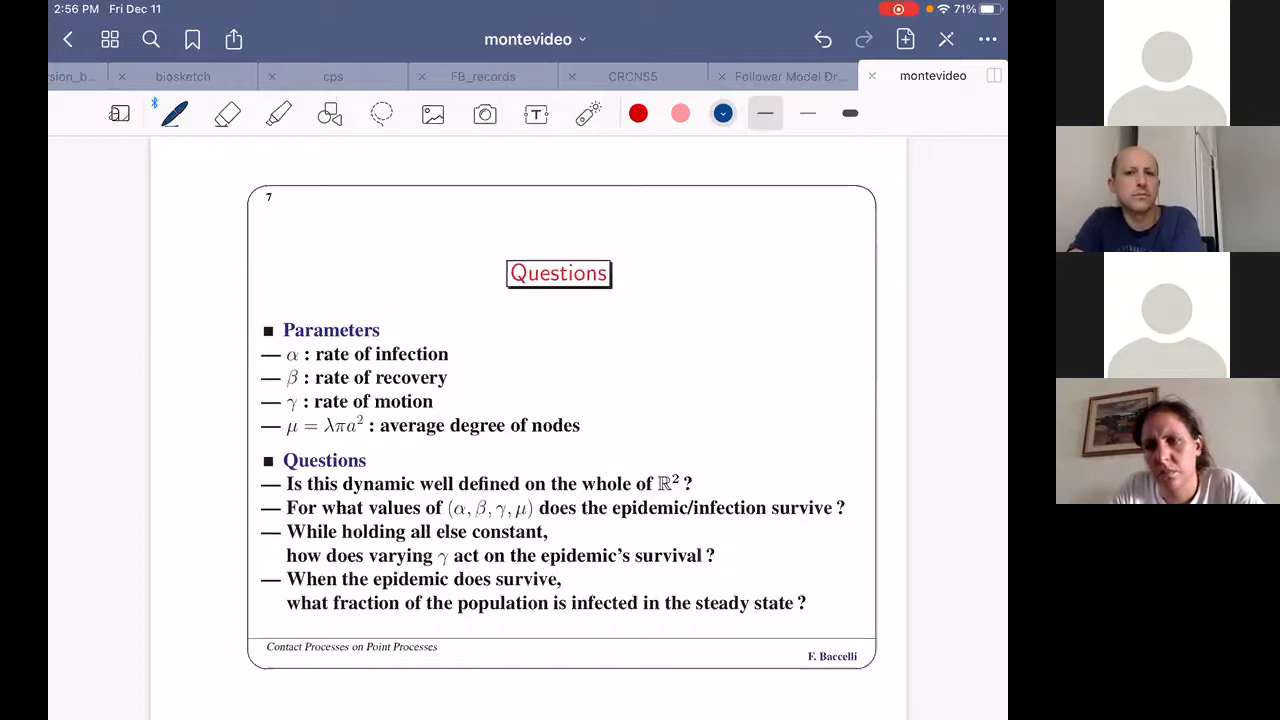 2:56 PM Fri Dec 11
71%
montevideo
sion_b...
biosketch
cps
FB_records
CRCNS5
Follower Model Dr...
montevideo
T
7
Questions
■ Parameters
— α : rate of infection
— β : rate of recovery
— γ : rate of motion
— μ = λπa² : average degree of nodes
■ Questions
— Is this dynamic well defined on the whole of ℝ² ?
— For what values of (α, β, γ, μ) does the epidemic/infection survive ?
— While holding all else constant,
how does varying γ act on the epidemic's survival ?
— When the epidemic does survive,
what fraction of the population is infected in the steady state ?
Contact Processes on Point Processes
F. Baccelli